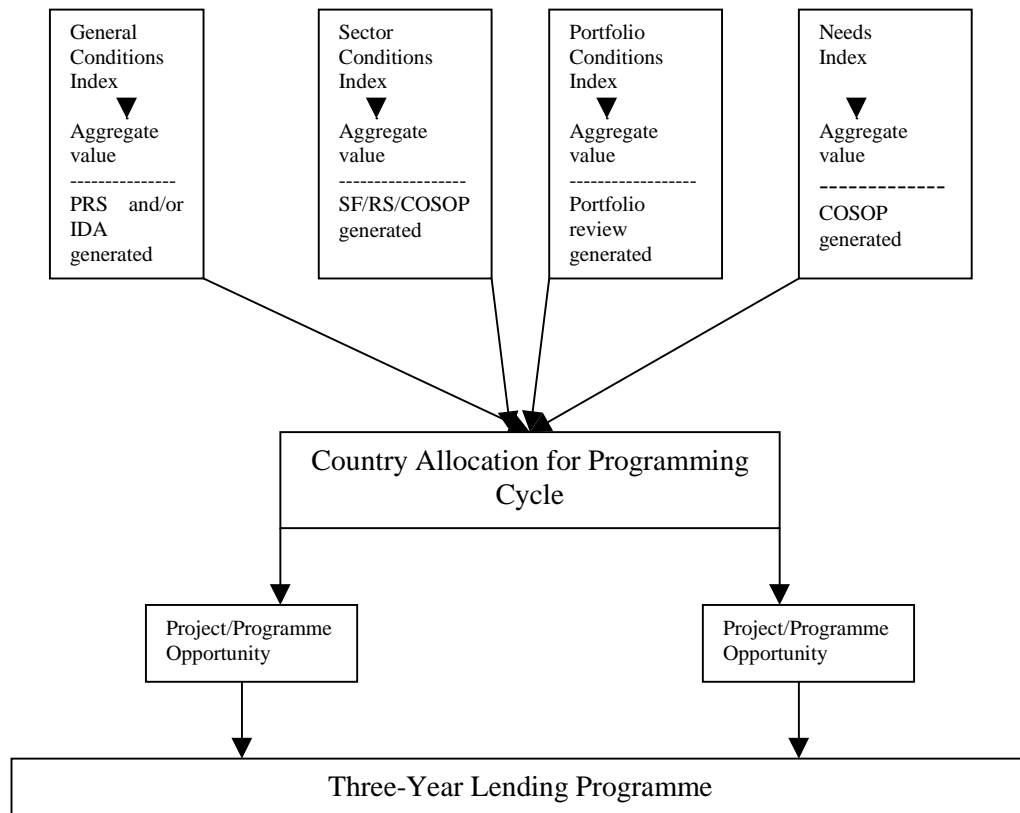 General
Conditions
Index
Aggregate
value
---------------
PRS and/or
IDA
generated
Sector
Conditions
Index
Aggregate
value
------------------
SF/RS/COSOP
generated
Portfolio
Conditions
Index
Aggregate
value
------------------
Portfolio
review
generated
Needs
Index
Aggregate
value
--------------
COSOP
generated
Country Allocation for Programming
Cycle
Project/Programme
Opportunity
Project/Programme
Opportunity
Three-Year Lending Programme